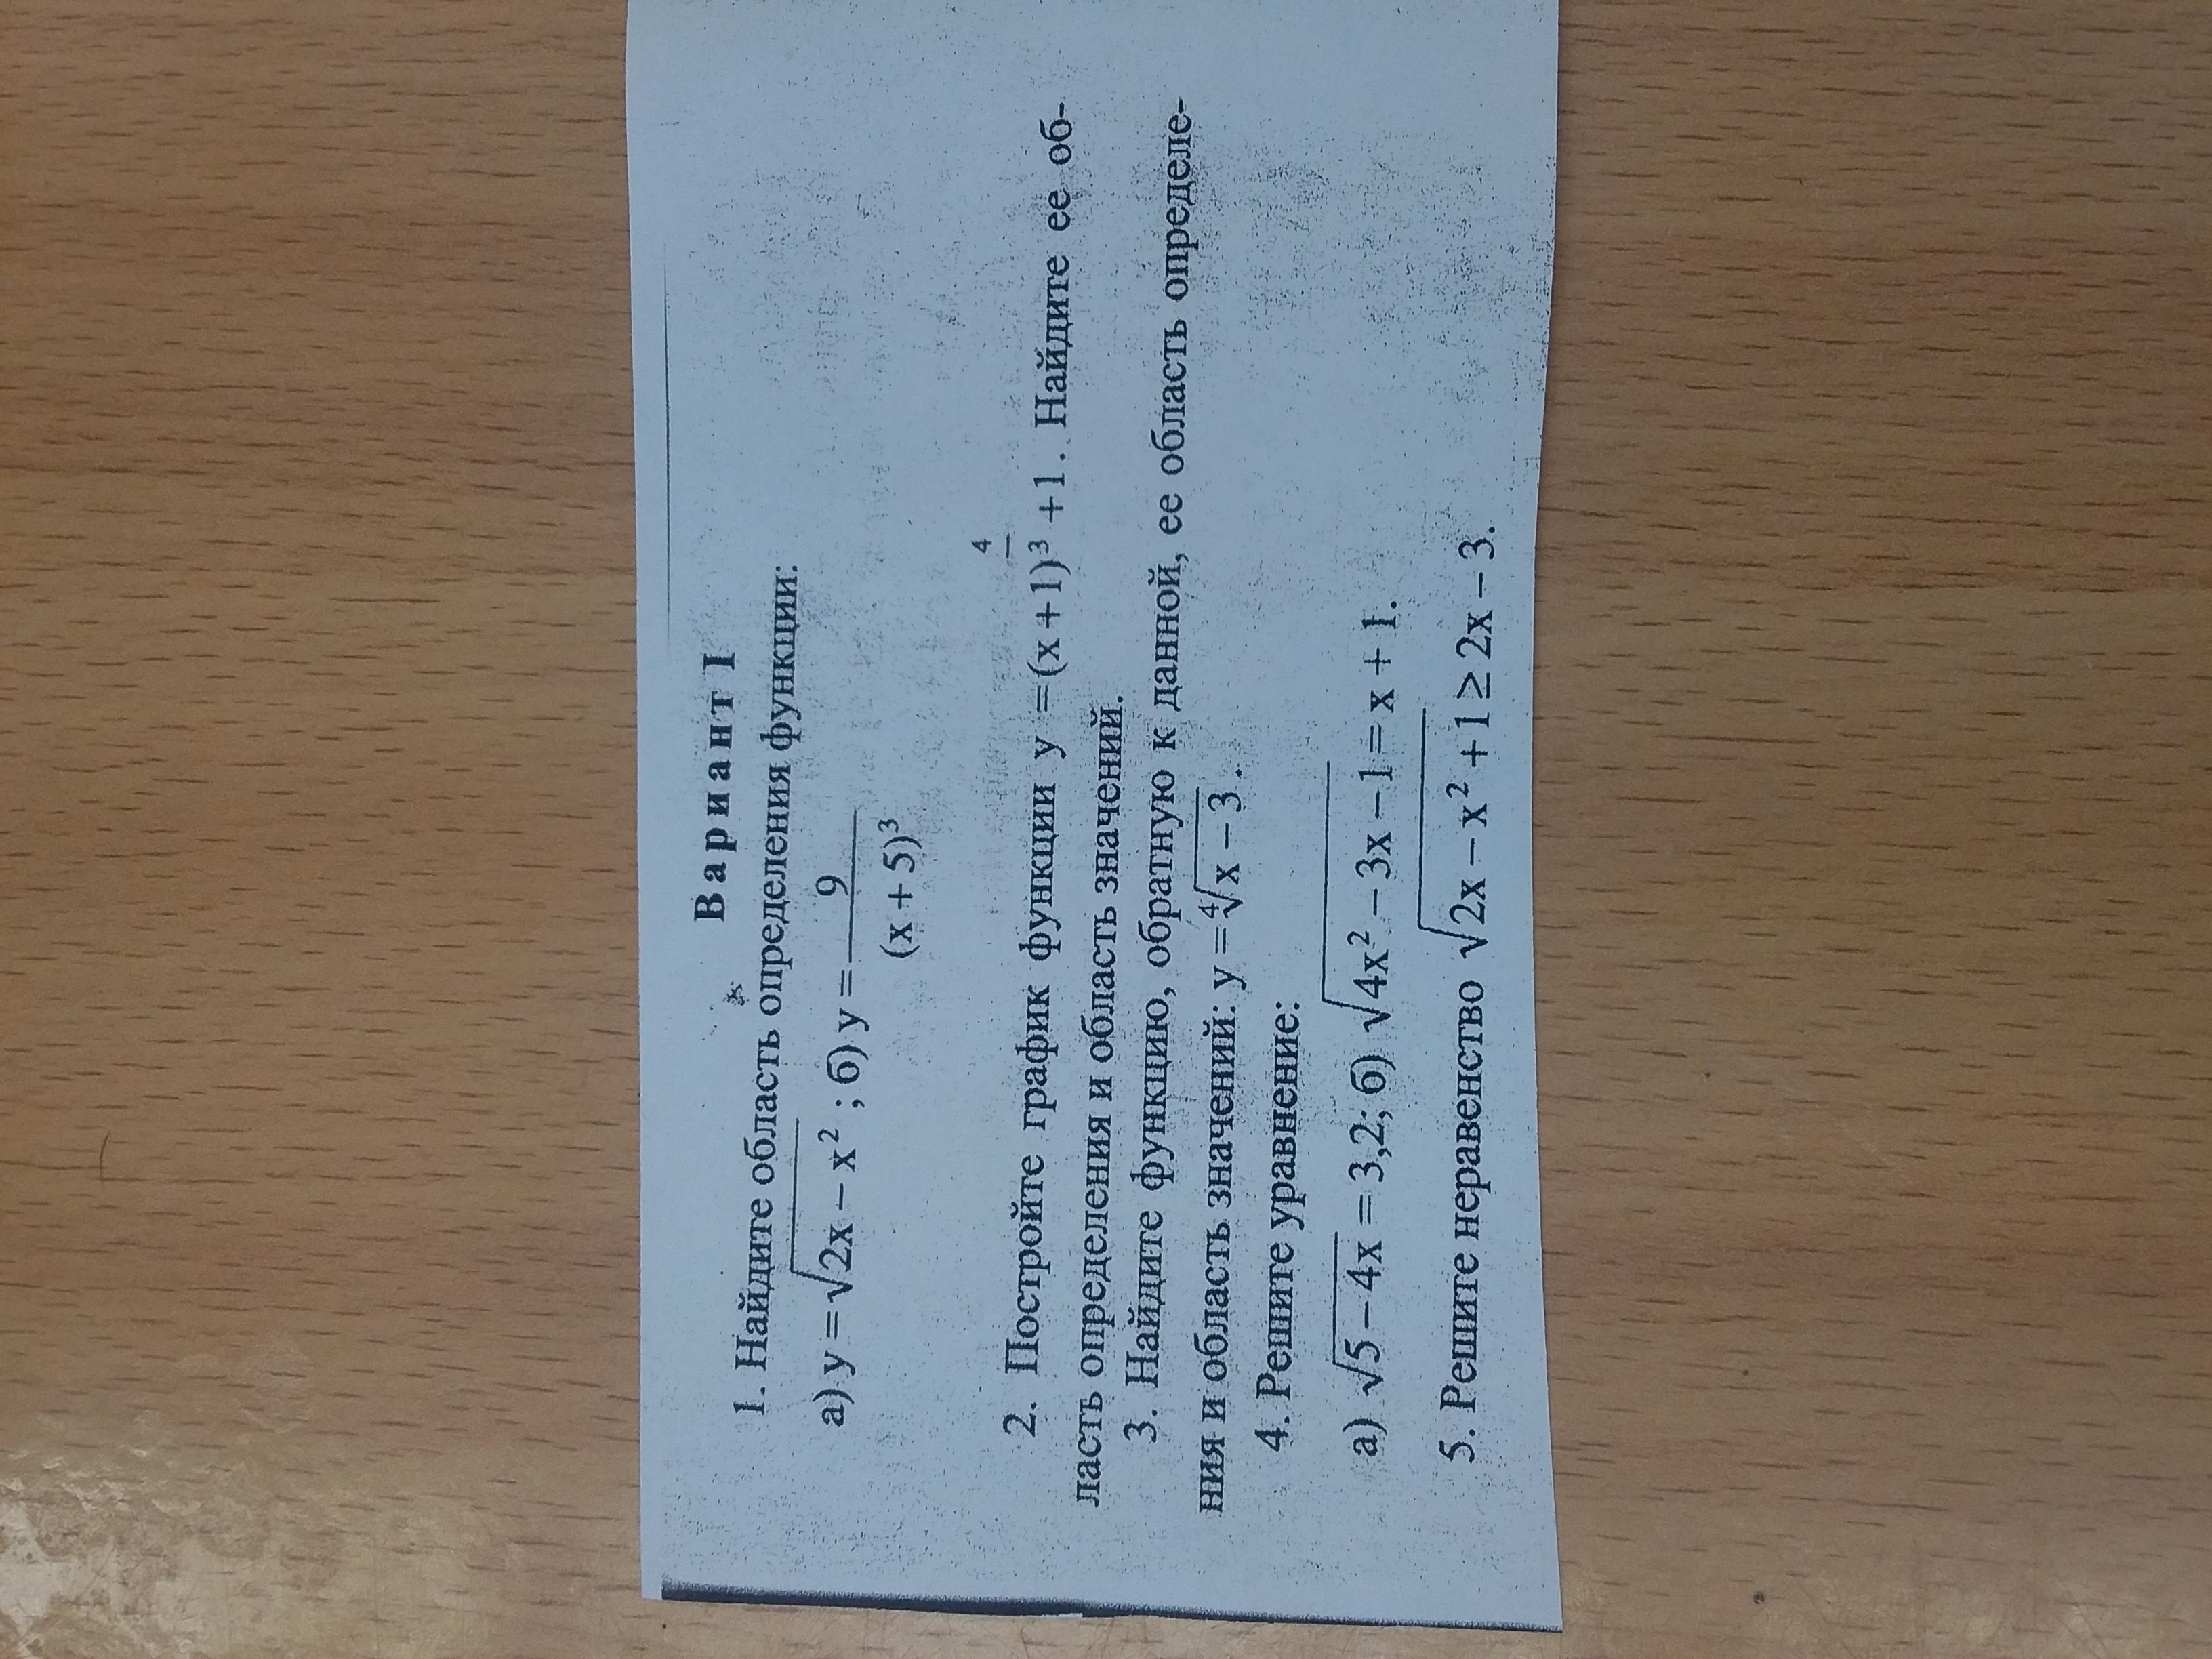 Вариант I
1. Найдите область определения функции:
а) y = √(2x – x²) ; б) y = 9/(x + 5)³
2. Постройте график функции y = (x + 1)^(4/3) + 1. Найдите ее об-
ласть определения и область значений.
3. Найдите функцию, обратную к данной, ее область определе-
ния и область значений: y = ⁴√(x – 3) .
4. Решите уравнение:
а) √(5 – 4x) = 3,2; б) √(4x² – 3x – 1) = x + 1.
5. Решите неравенство √(2x – x² + 1) ≥ 2x – 3.